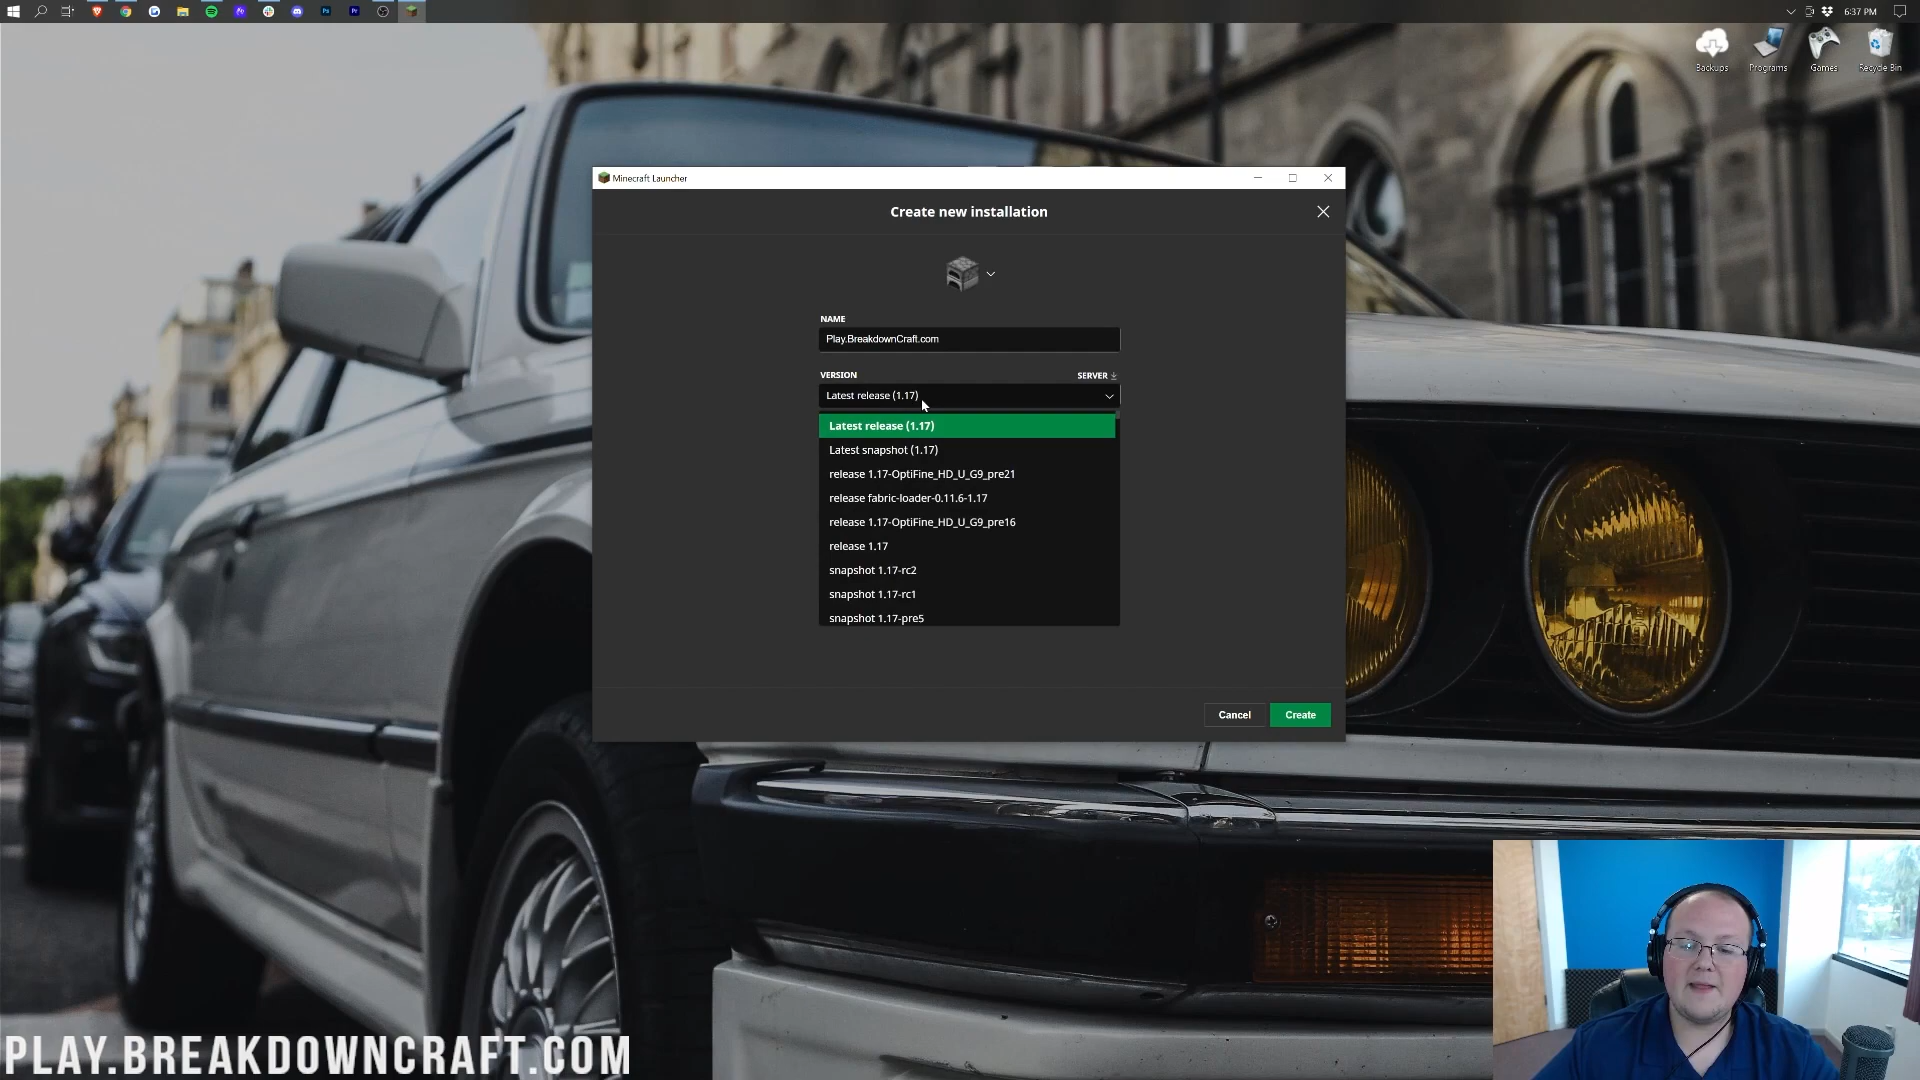 6:37 PM
Backups
Programs
Games
Recycle Bin
Minecraft Launcher
Create new installation
NAME
Play.BreakdownCraft.com
VERSION
SERVER
Latest release (1.17)
Latest release (1.17)
Latest snapshot (1.17)
release 1.17-OptiFine_HD_U_G9_pre21
release fabric-loader-0.11.6-1.17
release 1.17-OptiFine_HD_U_G9_pre16
release 1.17
snapshot 1.17-rc2
snapshot 1.17-rc1
snapshot 1.17-pre5
Cancel
Create
PLAY.BREAKDOWNCRAFT.COM